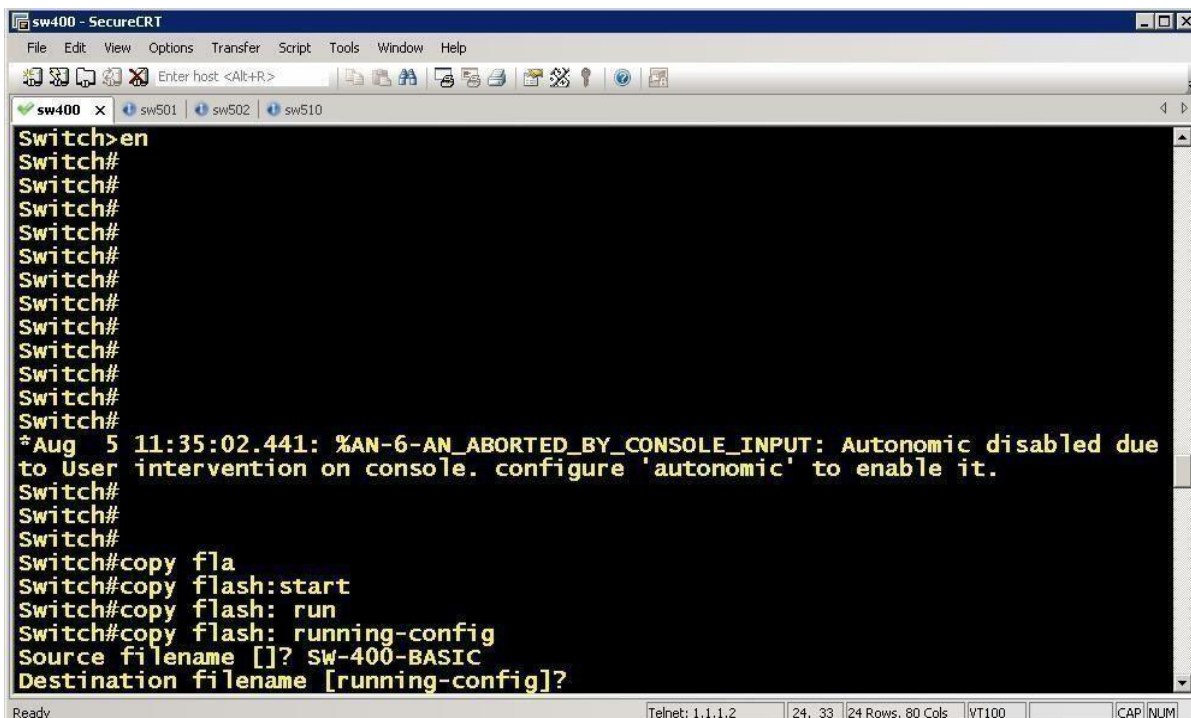 sw400 - SecureCRT
File Edit View Options Transfer Script Tools Window Help
Enter host <Alt+R>
sw400 sw501 sw502 sw510
Switch>en
Switch#
Switch#
Switch#
Switch#
Switch#
Switch#
Switch#
Switch#
Switch#
Switch#
Switch#
Switch#
*Aug  5 11:35:02.441: %AN-6-AN_ABORTED_BY_CONSOLE_INPUT: Autonomic disabled due
to User intervention on console. configure 'autonomic' to enable it.
Switch#
Switch#
Switch#
Switch#copy fla
Switch#copy flash:start
Switch#copy flash: run
Switch#copy flash: running-config
Source filename []? SW-400-BASIC
Destination filename [running-config]?
Ready Telnet: 1.1.1.2 24, 33 24 Rows, 80 Cols VT100 CAP NUM